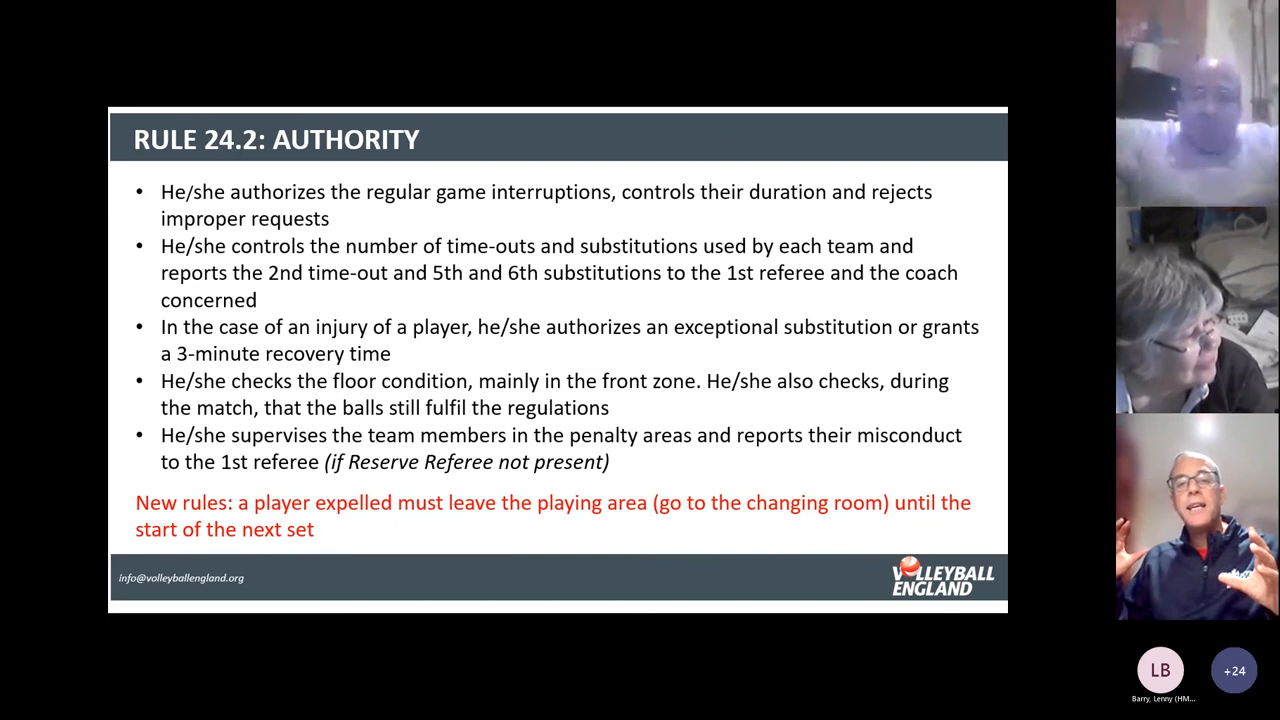 RULE 24.2: AUTHORITY
• He/she authorizes the regular game interruptions, controls their duration and rejects
improper requests
• He/she controls the number of time-outs and substitutions used by each team and
reports the 2nd time-out and 5th and 6th substitutions to the 1st referee and the coach
concerned
• In the case of an injury of a player, he/she authorizes an exceptional substitution or grants
a 3-minute recovery time
• He/she checks the floor condition, mainly in the front zone. He/she also checks, during
the match, that the balls still fulfil the regulations
• He/she supervises the team members in the penalty areas and reports their misconduct
to the 1st referee (if Reserve Referee not present)
New rules: a player expelled must leave the playing area (go to the changing room) until the
start of the next set
info@volleyballengland.org
VOLLEYBALL
ENGLAND
LB
+24
Barry, Lenny (HM...